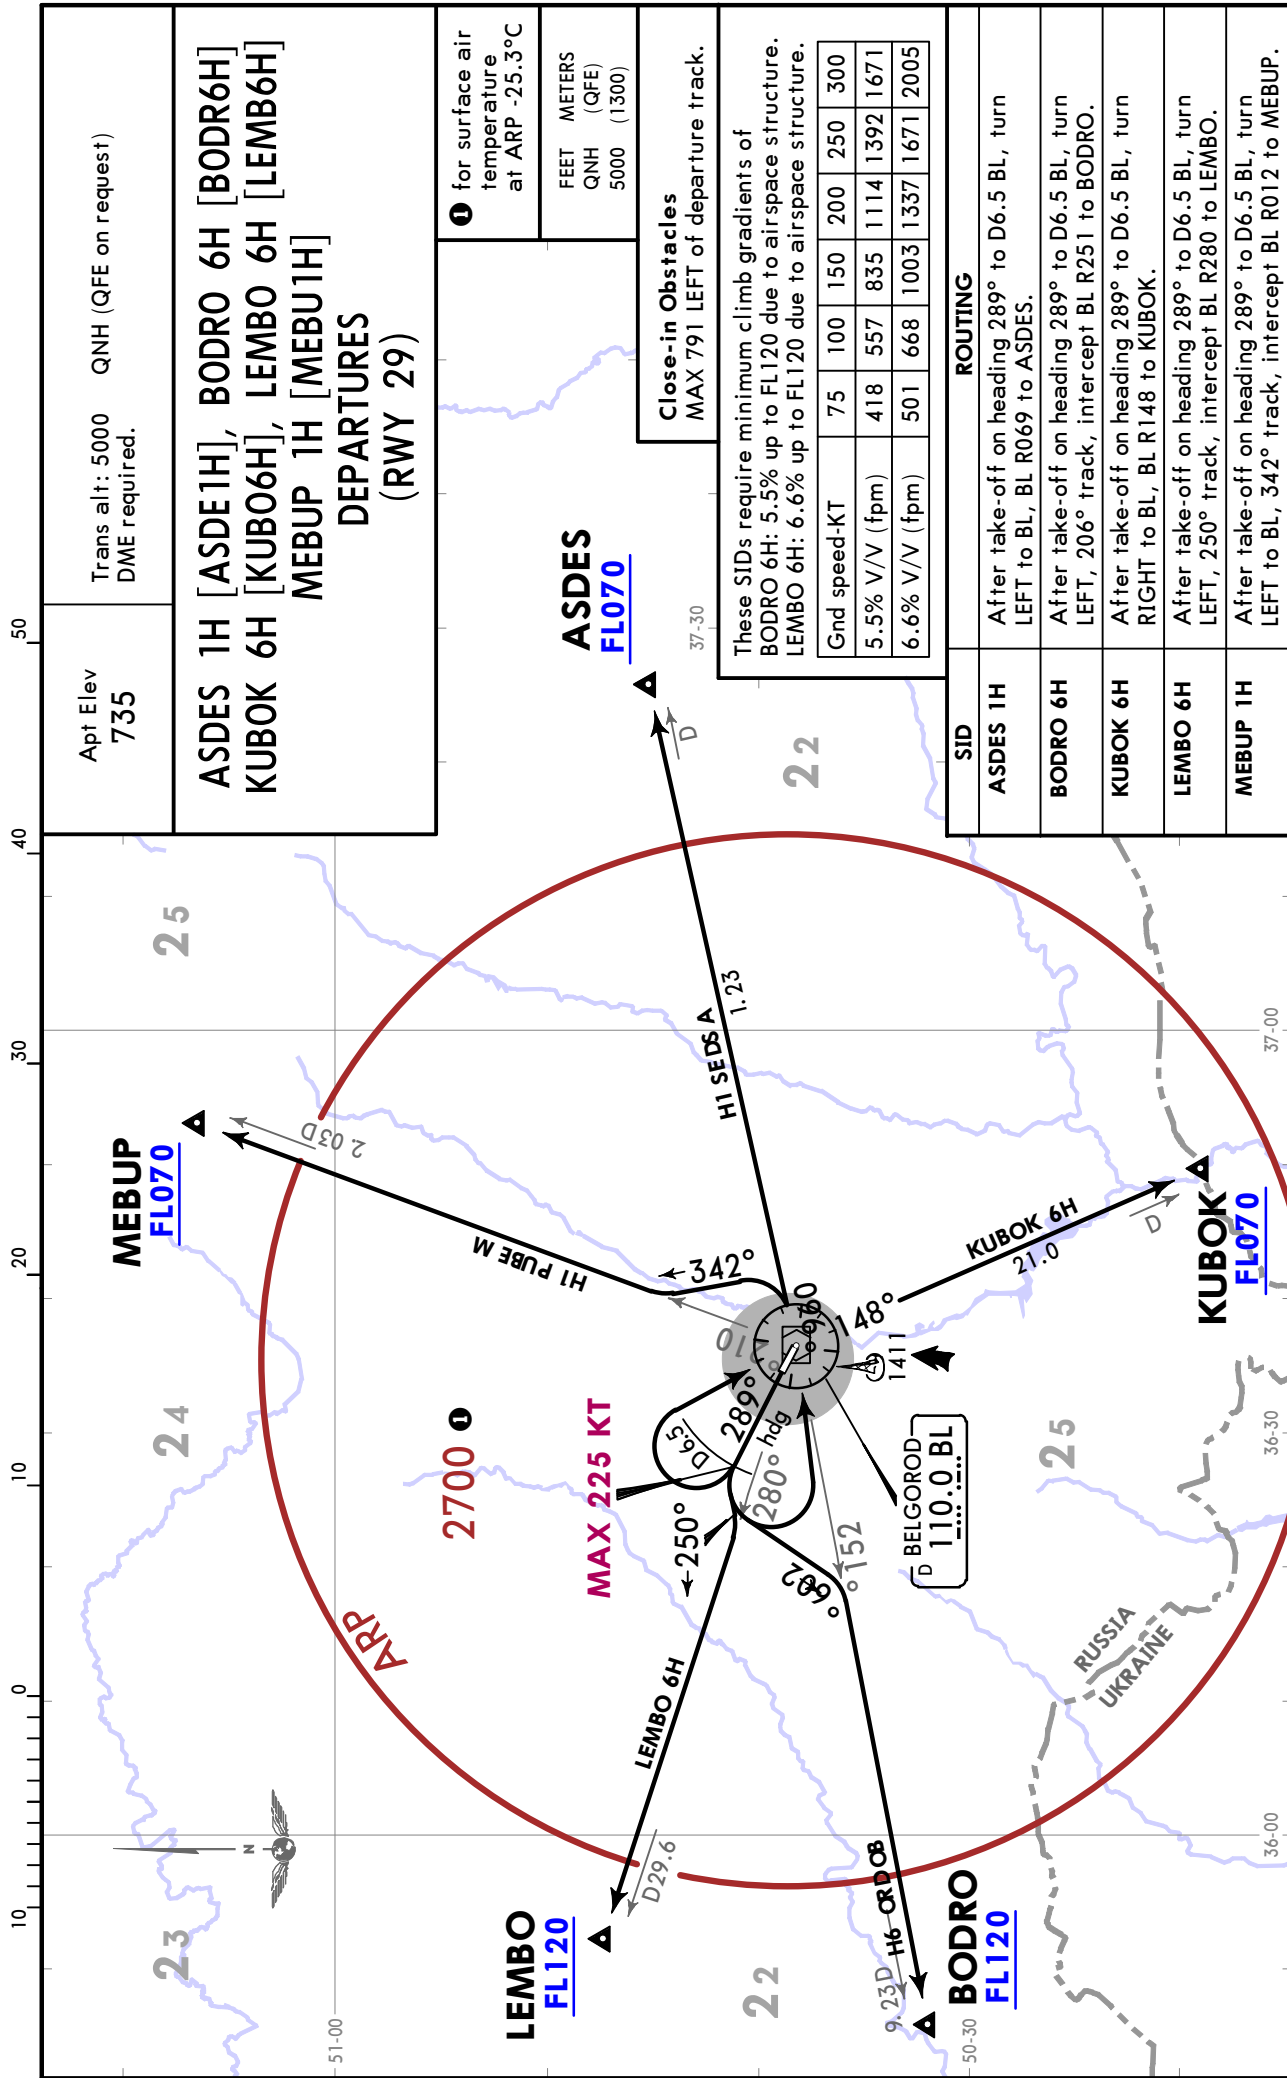 Apt Elev
735
Trans alt: 5000 QNH (QFE on request)
DME required.
ASDES 1H [ASDE1H], BODRO 6H [BODR6H]
KUBOK 6H [KUBO6H], LEMBO 6H [LEMB6H]
MEBUP 1H [MEBU1H]
DEPARTURES
(RWY 29)
1 for surface air
temperature
at ARP -25.3°C
FEET METERS
QNH (QFE)
5000 (1300)
Close-in Obstacles
MAX 791 LEFT of departure track.
These SIDs require minimum climb gradients of
BODRO 6H: 5.5% up to FL120 due to airspace structure.
LEMBO 6H: 6.6% up to FL120 due to airspace structure.
Gnd speed-KT 75 100 150 200 250 300
5.5% V/V (fpm) 418 557 835 1114 1392 1671
6.6% V/V (fpm) 501 668 1003 1337 1671 2005
SID ROUTING
ASDES 1H After take-off on heading 289° to D6.5 BL, turn
LEFT to BL, BL R069 to ASDES.
BODRO 6H After take-off on heading 289° to D6.5 BL, turn
LEFT, 206° track, intercept BL R251 to BODRO.
KUBOK 6H After take-off on heading 289° to D6.5 BL, turn
RIGHT to BL, BL R148 to KUBOK.
LEMBO 6H After take-off on heading 289° to D6.5 BL, turn
LEFT, 250° track, intercept BL R280 to LEMBO.
MEBUP 1H After take-off on heading 289° to D6.5 BL, turn
LEFT to BL, 342° track, intercept BL R012 to MEBUP.
10 0 10 20 30 40 50
23
24
25
MEBUP
FL070
2.03D
H1 PUBE M
342°
210
°
ASDES
FL070
D
H1 SEDS A
1.23
960
°
37-30
22
51-00
N
ARP
2700 1
MAX 225 KT
D6.5
289°
hdg
280°
250°
LEMBO 6H
D29.6
LEMBO
FL120
602
°
°152
H6 ORDOB
9.23D
BODRO
FL120
22
50-30
D BELGOROD
110.0 BL
1411
148°
KUBOK 6H
21.0
D
KUBOK
FL070
25
RUSSIA
UKRAINE
36-00
36-30
37-00